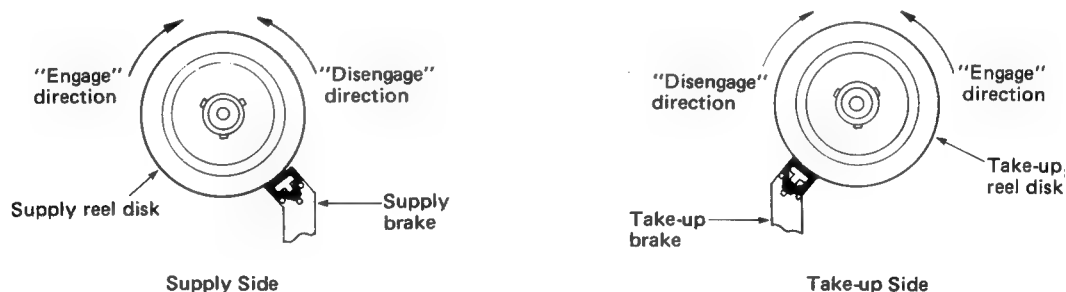 "Engage"
direction
"Disengage"
direction
Supply reel disk
Supply
brake
Supply Side
"Disengage"
direction
"Engage"
direction
Take-up
reel disk
Take-up
brake
Take-up Side